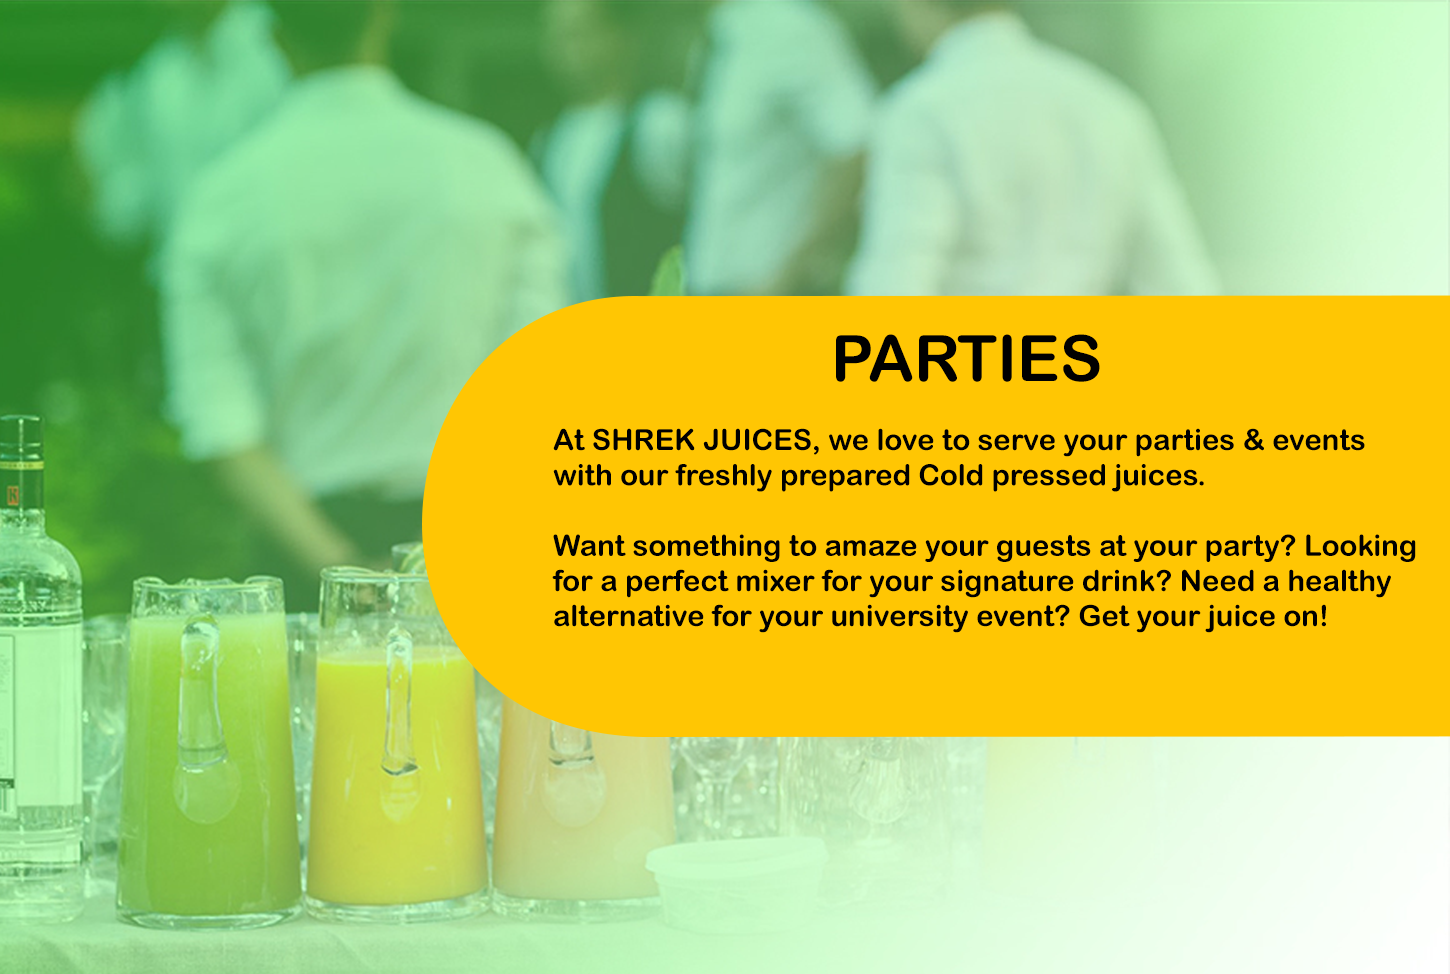 PARTIES
At SHREK JUICES, we love to serve your parties & events
with our freshly prepared Cold pressed juices.
Want something to amaze your guests at your party? Looking
for a perfect mixer for your signature drink? Need a healthy
alternative for your university event? Get your juice on!